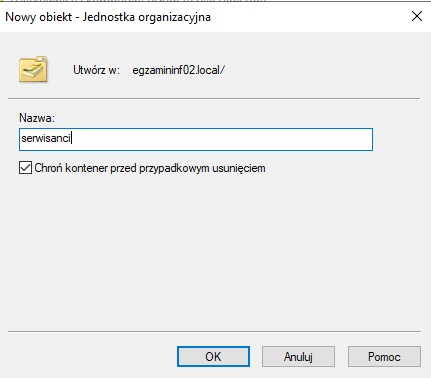 Nowy obiekt - Jednostka organizacyjna
Utwórz w: egzamininf02.local/
Nazwa:
serwisanci
Chroń kontener przed przypadkowym usunięciem
OK
Anuluj
Pomoc